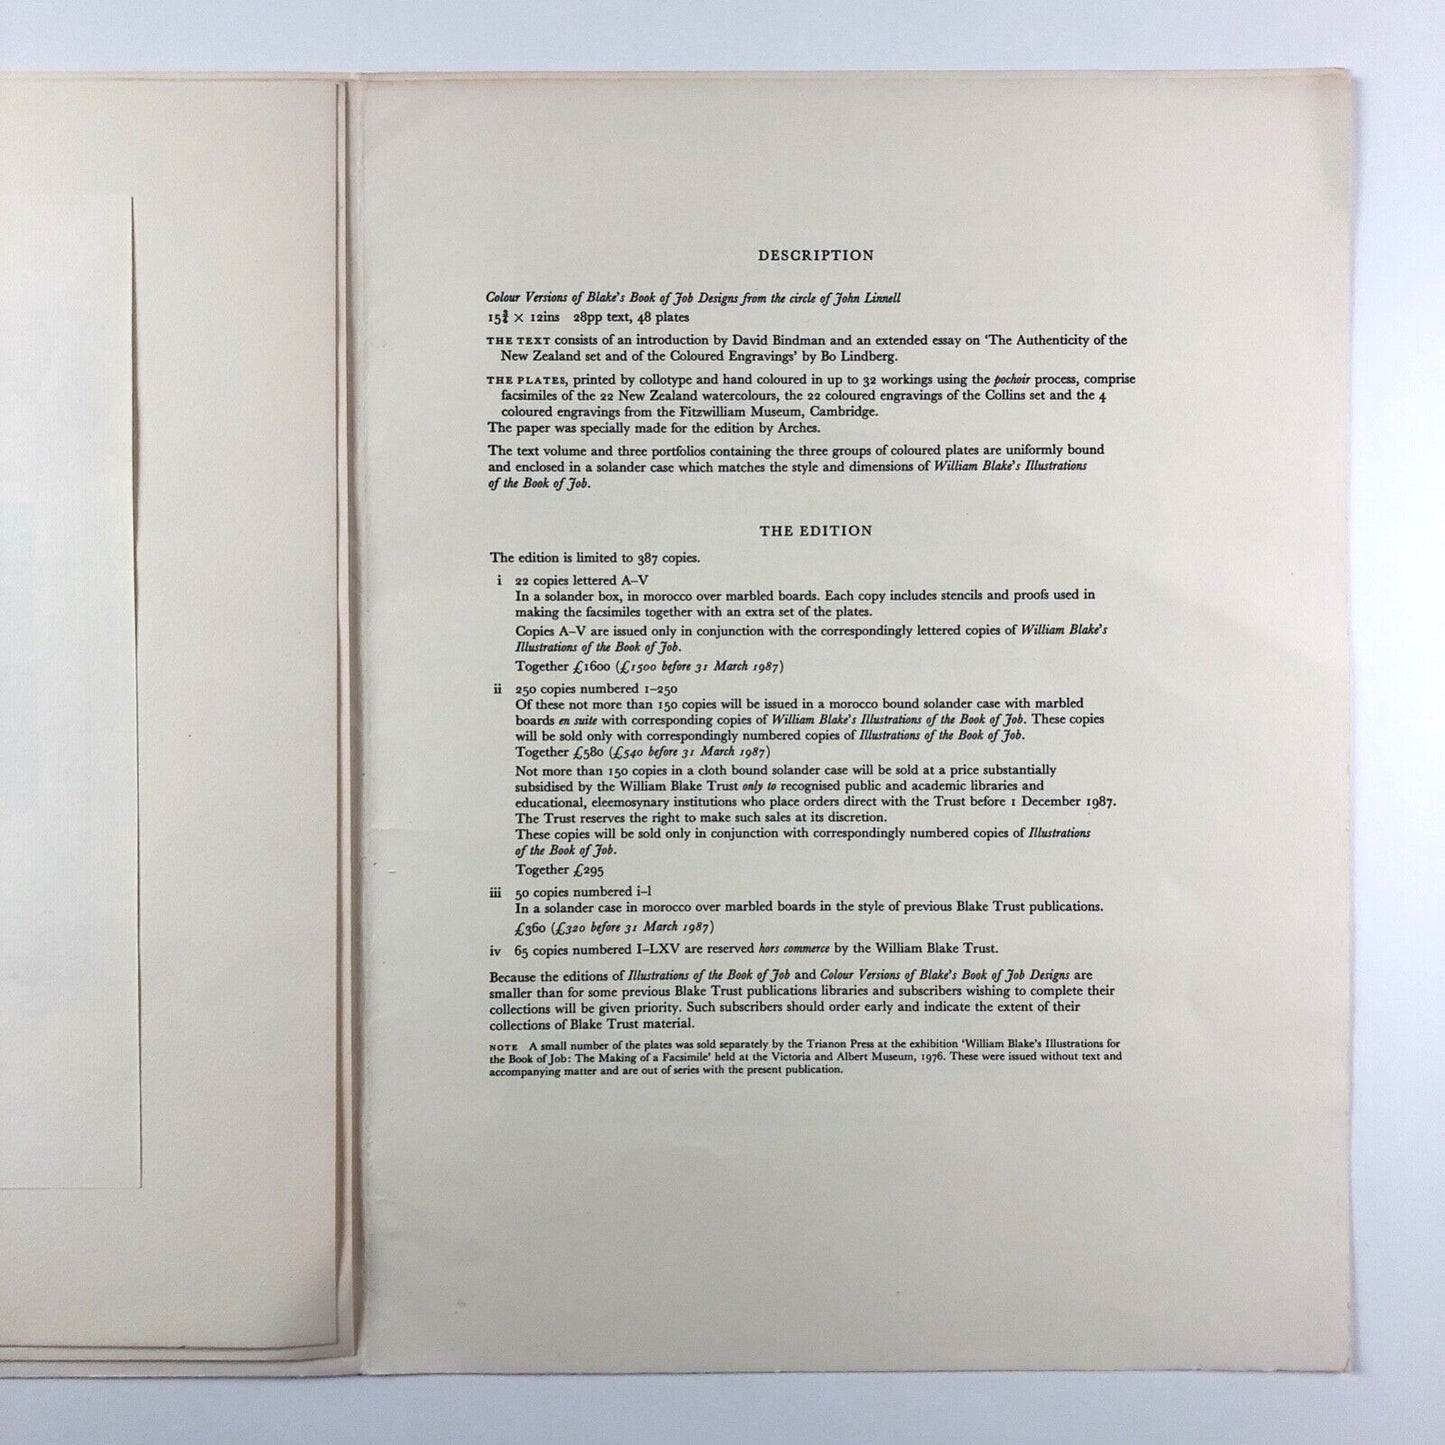 DESCRIPTION
Colour Versions of Blake's Book of Job Designs from the circle of John Linnell
15¾ × 12ins 28pp text, 48 plates
THE TEXT consists of an introduction by David Bindman and an extended essay on 'The Authenticity of the
New Zealand set and of the Coloured Engravings' by Bo Lindberg.
THE PLATES, printed by collotype and hand coloured in up to 32 workings using the pochoir process, comprise
facsimiles of the 22 New Zealand watercolours, the 22 coloured engravings of the Collins set and the 4
coloured engravings from the Fitzwilliam Museum, Cambridge.
The paper was specially made for the edition by Arches.
The text volume and three portfolios containing the three groups of coloured plates are uniformly bound
and enclosed in a solander case which matches the style and dimensions of William Blake's Illustrations
of the Book of Job.
THE EDITION
The edition is limited to 387 copies.
i 22 copies lettered A–V
In a solander box, in morocco over marbled boards. Each copy includes stencils and proofs used in
making the facsimiles together with an extra set of the plates.
Copies A–V are issued only in conjunction with the correspondingly lettered copies of William Blake's
Illustrations of the Book of Job.
Together £1600 (£1500 before 31 March 1987)
ii 250 copies numbered 1–250
Of these not more than 150 copies will be issued in a morocco bound solander case with marbled
boards en suite with corresponding copies of William Blake's Illustrations of the Book of Job. These copies
will be sold only with correspondingly numbered copies of Illustrations of the Book of Job.
Together £580 (£540 before 31 March 1987)
Not more than 150 copies in a cloth bound solander case will be sold at a price substantially
subsidised by the William Blake Trust only to recognised public and academic libraries and
educational, eleemosynary institutions who place orders direct with the Trust before 1 December 1987.
The Trust reserves the right to make such sales at its discretion.
These copies will be sold only in conjunction with correspondingly numbered copies of Illustrations
of the Book of Job.
Together £295
iii 50 copies numbered i–l
In a solander case in morocco over marbled boards in the style of previous Blake Trust publications.
£360 (£320 before 31 March 1987)
iv 65 copies numbered I–LXV are reserved hors commerce by the William Blake Trust.
Because the editions of Illustrations of the Book of Job and Colour Versions of Blake's Book of Job Designs are
smaller than for some previous Blake Trust publications libraries and subscribers wishing to complete their
collections will be given priority. Such subscribers should order early and indicate the extent of their
collections of Blake Trust material.
NOTE A small number of the plates was sold separately by the Trianon Press at the exhibition 'William Blake's Illustrations for
the Book of Job: The Making of a Facsimile' held at the Victoria and Albert Museum, 1976. These were issued without text and
accompanying matter and are out of series with the present publication.